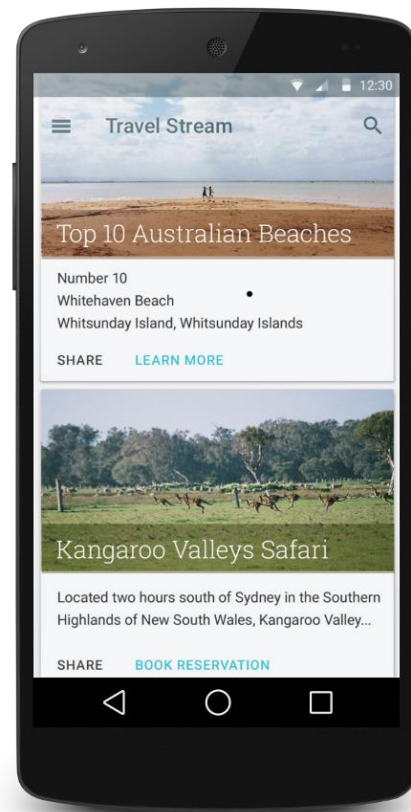 12:30
Travel Stream
Top 10 Australian Beaches
Number 10
Whitehaven Beach
Whitsunday Island, Whitsunday Islands
SHARE LEARN MORE
Kangaroo Valleys Safari
Located two hours south of Sydney in the Southern
Highlands of New South Wales, Kangaroo Valley...
SHARE BOOK RESERVATION